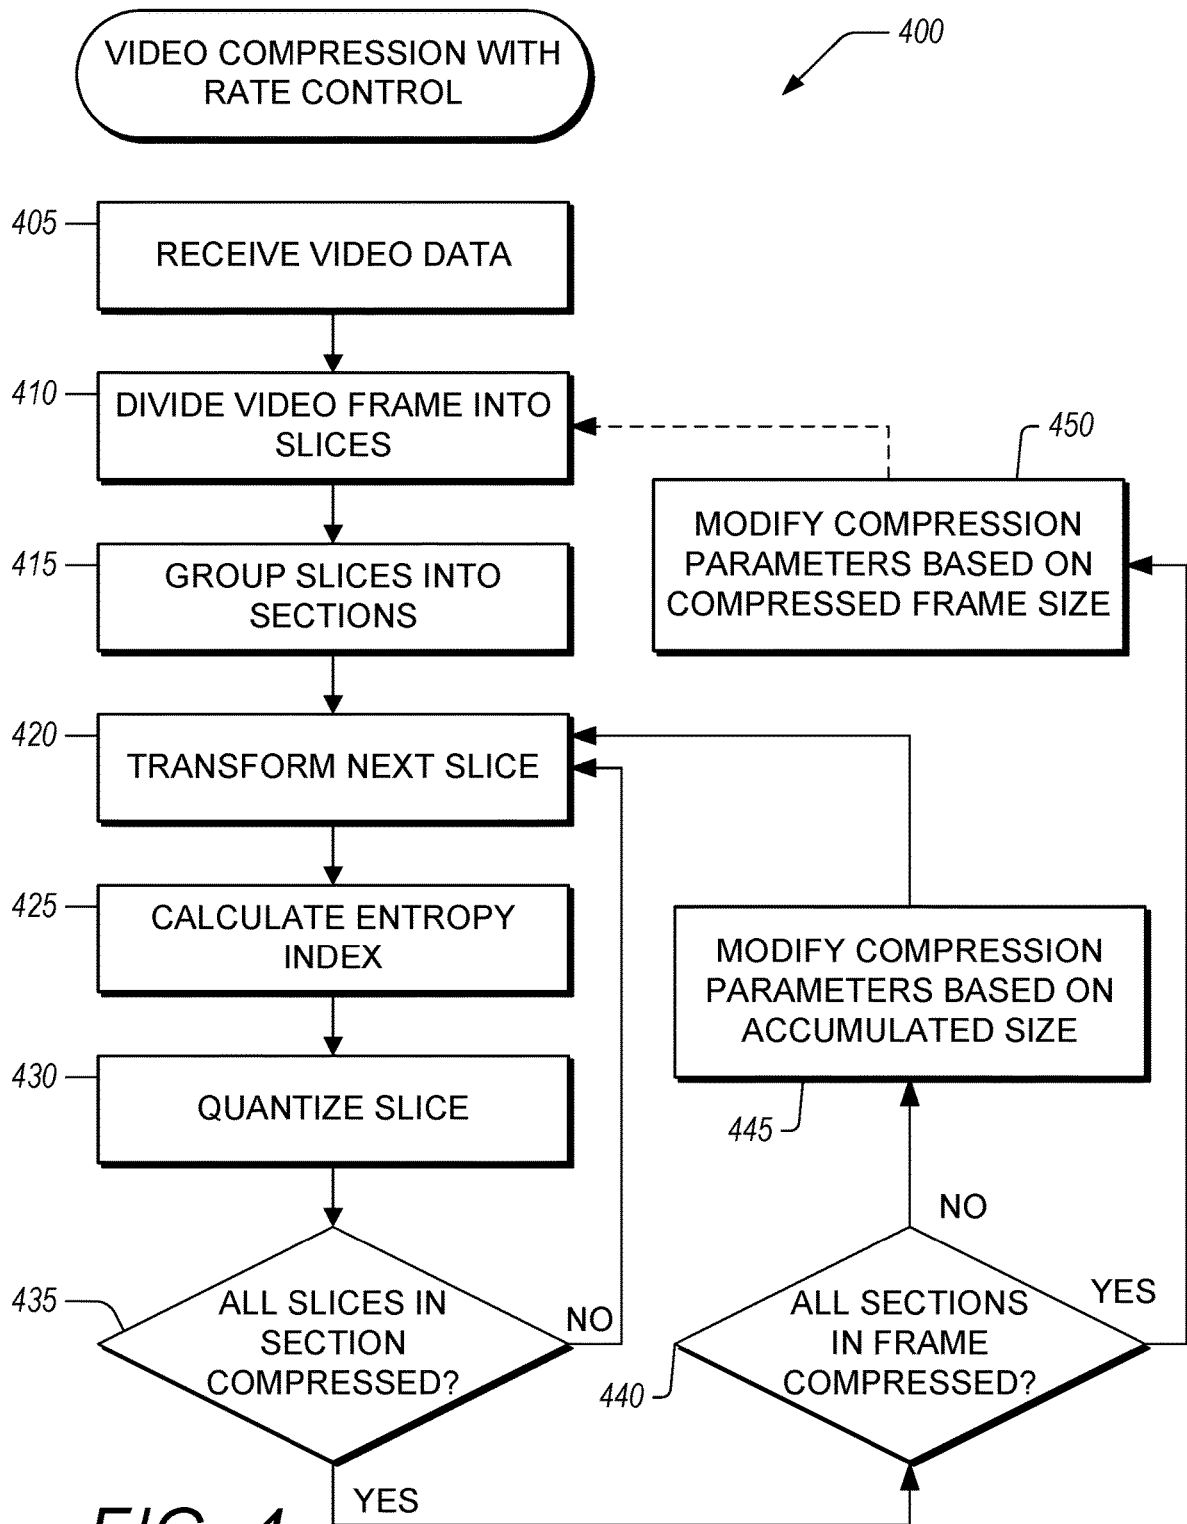 VIDEO COMPRESSION WITH
RATE CONTROL
400
405
RECEIVE VIDEO DATA
410
DIVIDE VIDEO FRAME INTO
SLICES
450
MODIFY COMPRESSION
PARAMETERS BASED ON
COMPRESSED FRAME SIZE
415
GROUP SLICES INTO
SECTIONS
420
TRANSFORM NEXT SLICE
425
CALCULATE ENTROPY
INDEX
MODIFY COMPRESSION
PARAMETERS BASED ON
ACCUMULATED SIZE
445
430
QUANTIZE SLICE
435
ALL SLICES IN
SECTION
COMPRESSED?
NO
YES
440
ALL SECTIONS
IN FRAME
COMPRESSED?
NO
YES
FIG. 4